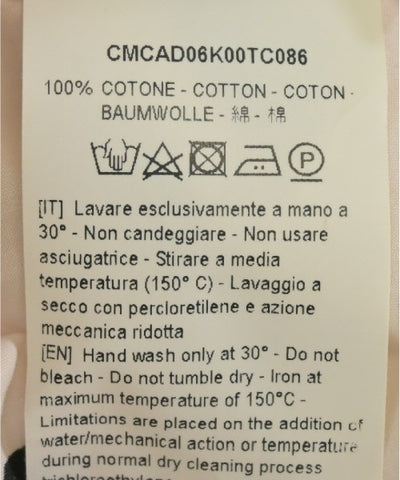 CMCAD06K00TC086
100% COTONE - COTTON - COTON -
BAUMWOLLE - 綿 - 棉
P
[IT] Lavare esclusivamente a mano a
30° - Non candeggiare - Non usare
asciugatrice - Stirare a media
temperatura (150° C) - Lavaggio a
secco con percloretilene e azione
meccanica ridotta
[EN] Hand wash only at 30° - Do not
bleach - Do not tumble dry - Iron at
maximum temperature of 150°C -
Limitations are placed on the addition of
water/mechanical action or temperature
during normal dry cleaning process